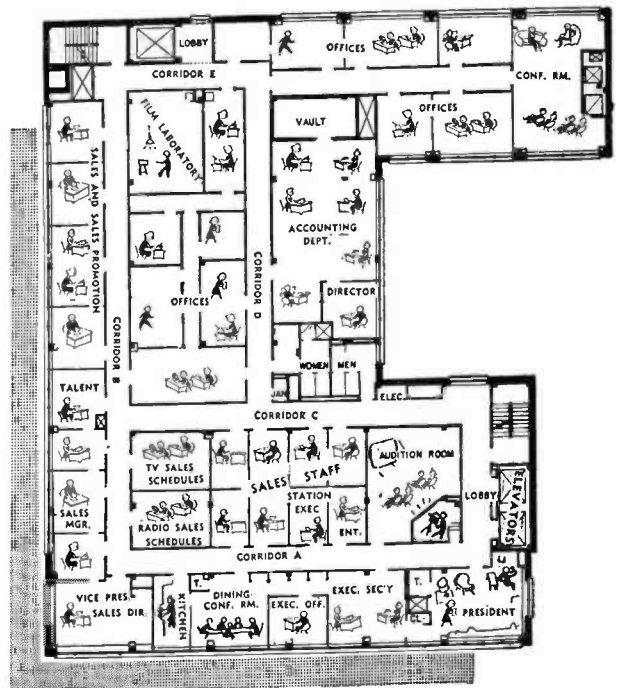 LOBBY
OFFICES
CORRIDOR E
CONF. RM.
FILM LABORATORY
VAULT
OFFICES
SALES AND SALES PROMOTION
ACCOUNTING
DEPT.
CORRIDOR D
DIRECTOR
OFFICES
CORRIDOR B
WOMEN
MEN
JAN.
ELEC.
TALENT
CORRIDOR C
TV SALES
SCHEDULES
SALES STAFF
AUDITION ROOM
LOBBY
ELEVATORS
STATION
EXEC
SALES
MGR.
RADIO SALES
SCHEDULES
ENT.
CORRIDOR A
VICE PRES.
SALES DIR.
KITCHEN
T.
DINING
CONF. RM.
EXEC. OFF.
EXEC. SEC'Y
T.
CL.
PRESIDENT